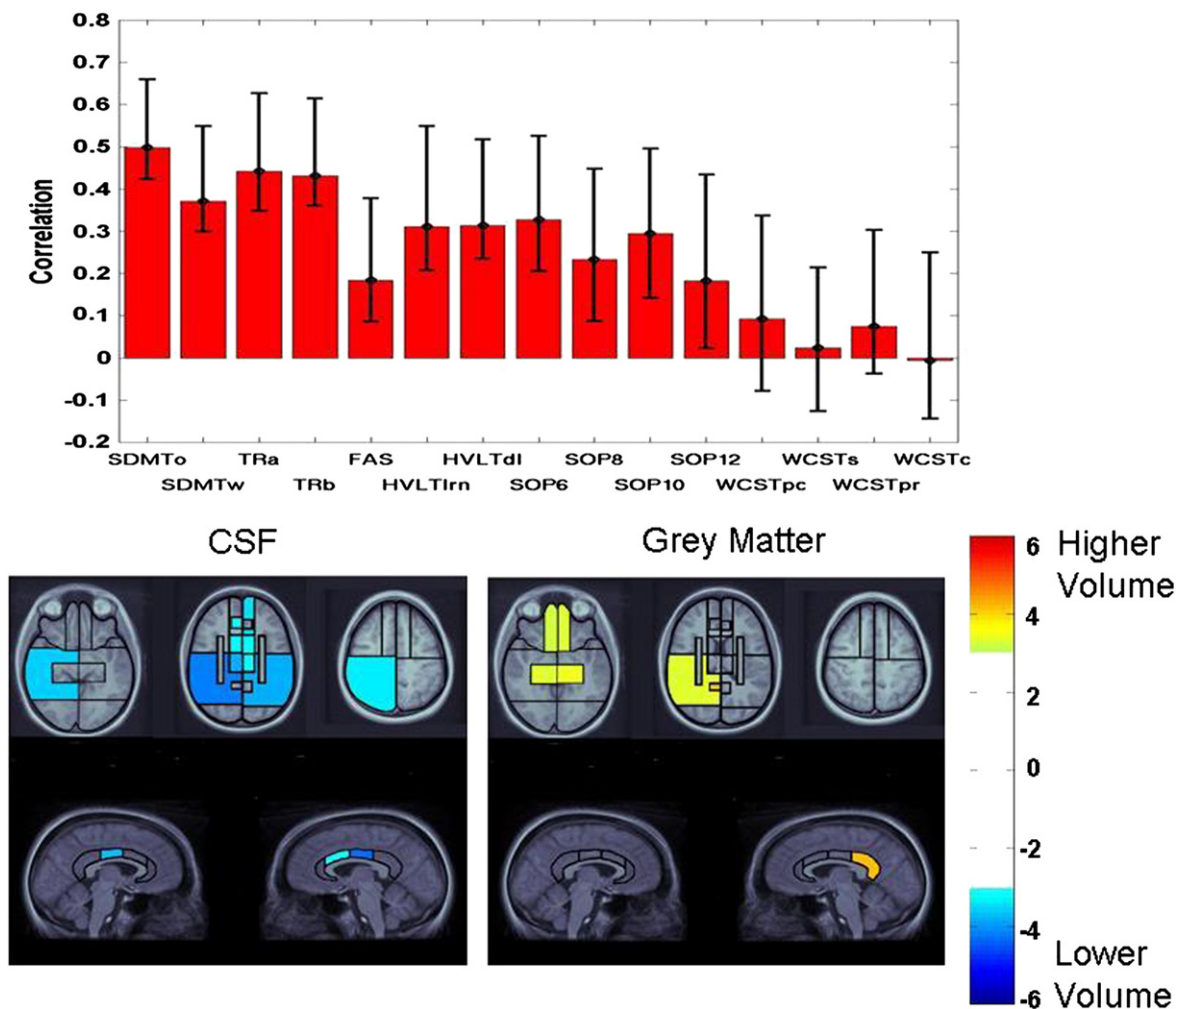 0.8
0.7
0.6
0.5
0.4
0.3
0.2
0.1
0
-0.1
-0.2
Correlation
SDMTo TRa FAS HVLTdl SOP8 SOP12 WCSTs WCSTc
SDMTw TRb HVLTlrn SOP6 SOP10 WCSTpc WCSTpr
CSF
Grey Matter
6 Higher
Volume
4
2
0
-2
-4
Lower
-6 Volume